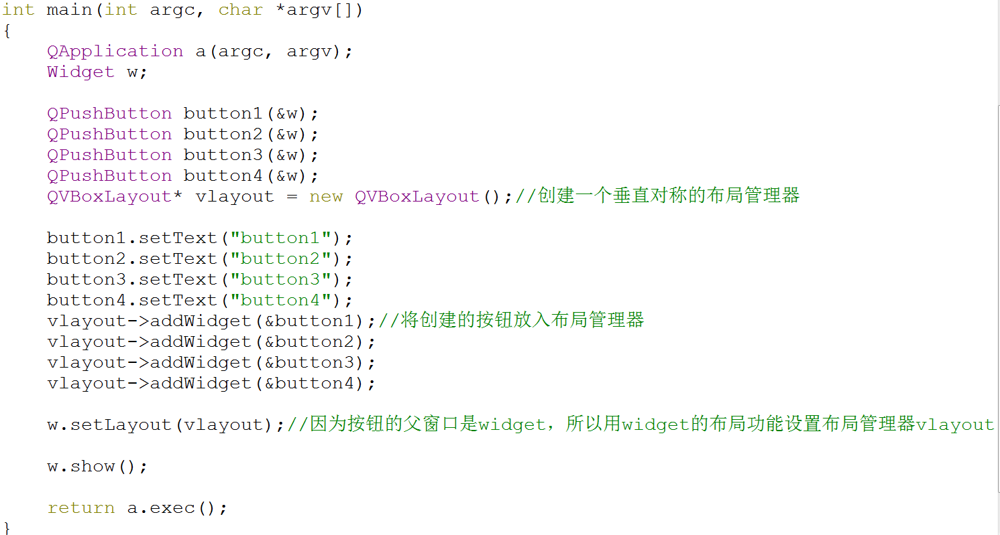 int main(int argc, char *argv[])
{
    QApplication a(argc, argv);
    Widget w;

    QPushButton button1(&w);
    QPushButton button2(&w);
    QPushButton button3(&w);
    QPushButton button4(&w);
    QVBoxLayout* vlayout = new QVBoxLayout();//创建一个垂直对称的布局管理器

    button1.setText("button1");
    button2.setText("button2");
    button3.setText("button3");
    button4.setText("button4");
    vlayout->addWidget(&button1);//将创建的按钮放入布局管理器
    vlayout->addWidget(&button2);
    vlayout->addWidget(&button3);
    vlayout->addWidget(&button4);

    w.setLayout(vlayout);//因为按钮的父窗口是widget，所以用widget的布局功能设置布局管理器vlayout

    w.show();

    return a.exec();
}